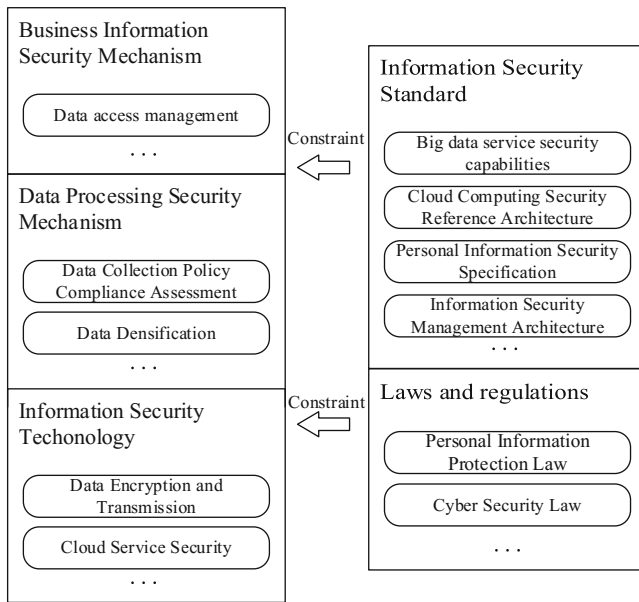 Business Information
Security Mechanism
Data access management
. . .
Data Processing Security
Mechanism
Data Collection Policy
Compliance Assessment
Data Densification
. . .
Information Security
Techonology
Data Encryption and
Transmission
Cloud Service Security
. . .
Constraint
Constraint
Information Security
Standard
Big data service security
capabilities
Cloud Computing Security
Reference Architecture
Personal Information Security
Specification
Information Security
Management Architecture
. . .
Laws and regulations
Personal Information
Protection Law
Cyber Security Law
. . .